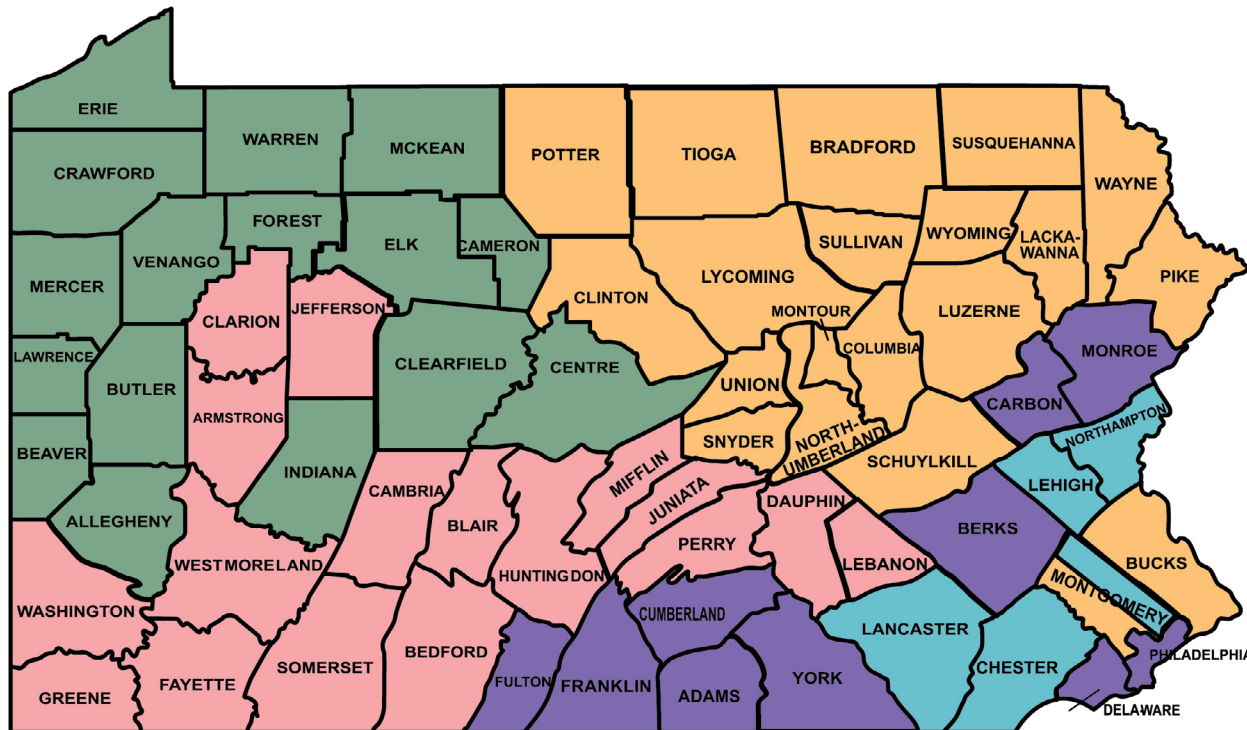 ERIE
WARREN
MCKEAN
POTTER
TIOGA
BRADFORD
SUSQUEHANNA
CRAWFORD
WAYNE
FOREST
ELK
CAMERON
SULLIVAN
WYOMING
LACKA-
WANNA
VENANGO
MERCER
LYCOMING
PIKE
CLINTON
CLARION
JEFFERSON
MONTOUR
LUZERNE
LAWRENCE
COLUMBIA
MONROE
BUTLER
CLEARFIELD
CENTRE
UNION
CARBON
ARMSTRONG
SNYDER
NORTH-
UMBERLAND
NORTHAMPTON
BEAVER
INDIANA
MIFFLIN
SCHUYLKILL
LEHIGH
CAMBRIA
ALLEGHENY
BLAIR
JUNIATA
DAUPHIN
BERKS
PERRY
WESTMORELAND
HUNTINGDON
LEBANON
BUCKS
MONTGOMERY
WASHINGTON
CUMBERLAND
LANCASTER
PHILADELPHIA
SOMERSET
BEDFORD
CHESTER
GREENE
FAYETTE
FULTON
FRANKLIN
ADAMS
YORK
DELAWARE